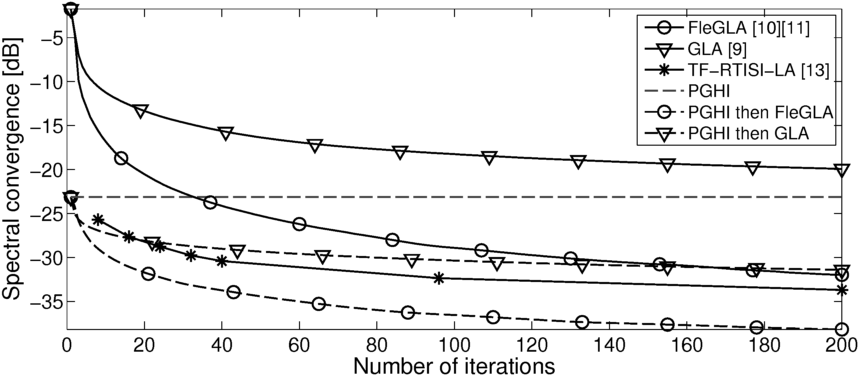 FleGLA [10][11]
GLA [9]
TF−RTISI−LA [13]
PGHI
PGHI then FleGLA
PGHI then GLA
Spectral convergence [dB]
−5
−10
−15
−20
−25
−30
−35
0 20 40 60 80 100 120 140 160 180 200
Number of iterations